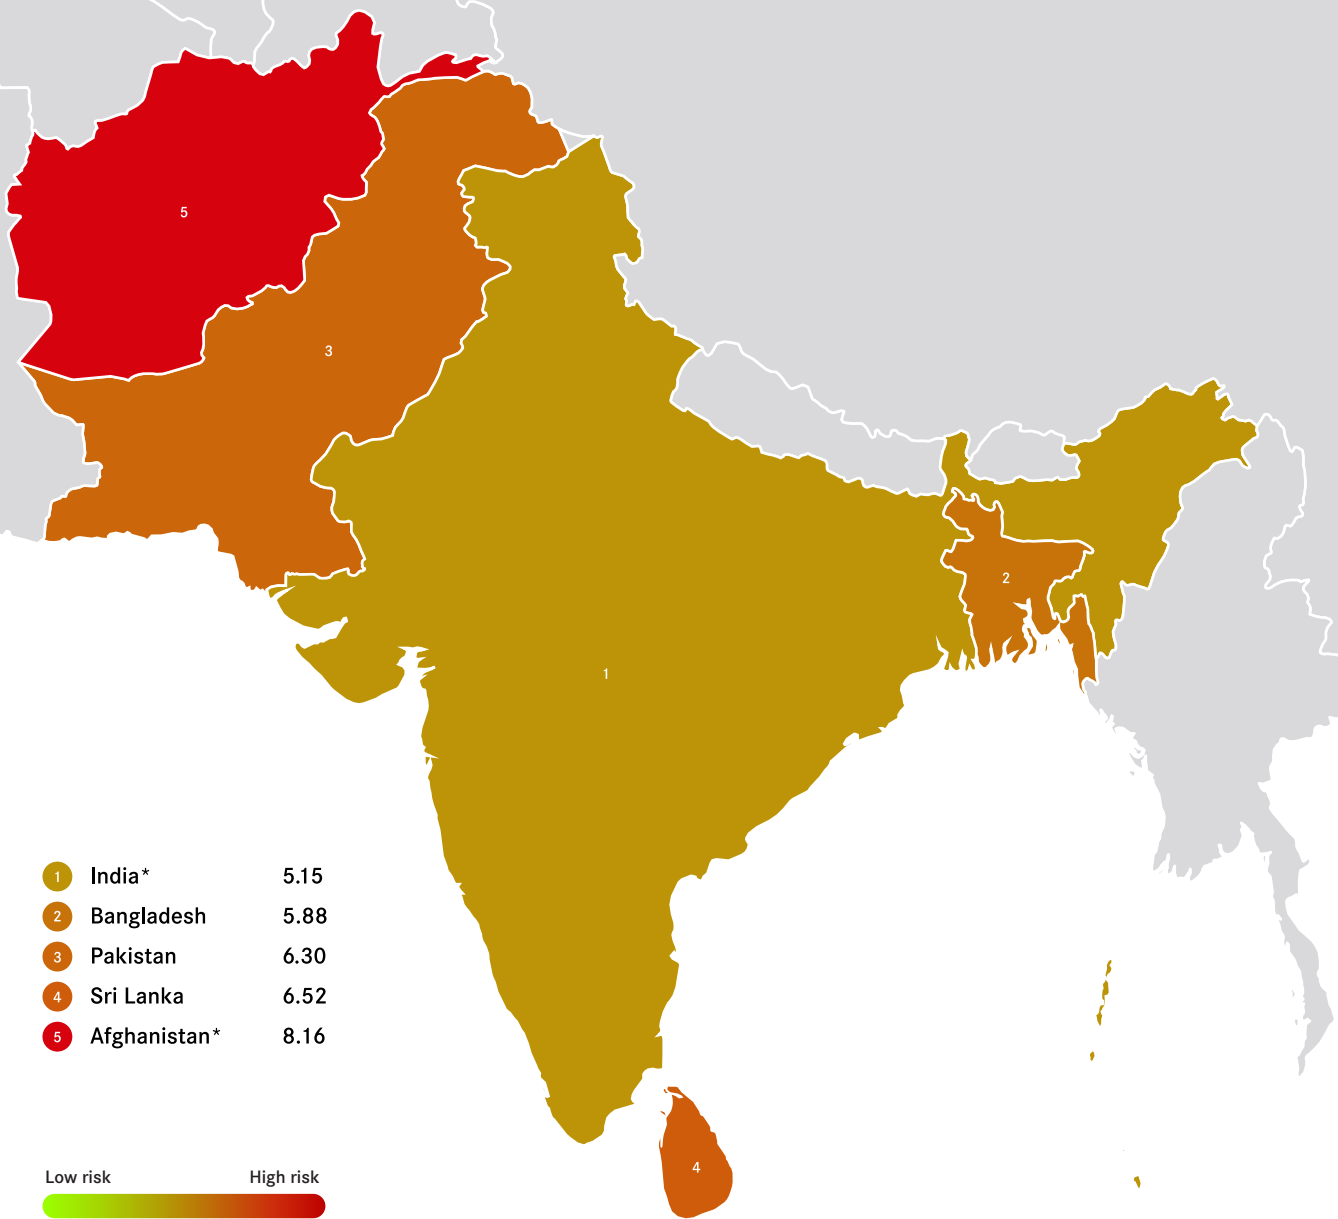 5
3
2
1
1 India* 5.15
2 Bangladesh 5.88
3 Pakistan 6.30
4 Sri Lanka 6.52
5 Afghanistan* 8.16
4
Low risk High risk